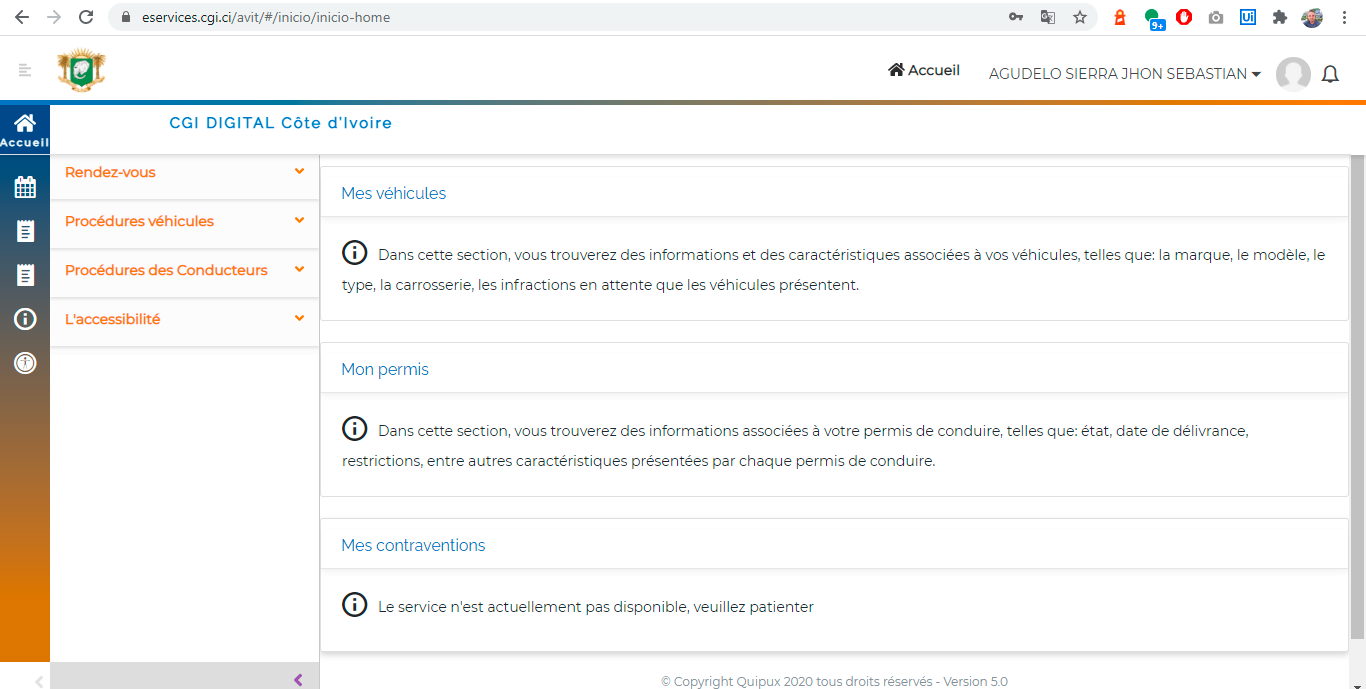 eservices.cgi.ci/avit/#/inicio/inicio-home
9+
Ui
Accueil
AGUDELO SIERRA JHON SEBASTIAN
Accueil
CGI DIGITAL Côte d'Ivoire
Rendez-vous
Procédures véhicules
Procédures des Conducteurs
L'accessibilité
Mes véhicules
Dans cette section, vous trouverez des informations et des caractéristiques associées à vos véhicules, telles que: la marque, le modèle, le
type, la carrosserie, les infractions en attente que les véhicules présentent.
Mon permis
Dans cette section, vous trouverez des informations associées à votre permis de conduire, telles que: état, date de délivrance,
restrictions, entre autres caractéristiques présentées par chaque permis de conduire.
Mes contraventions
Le service n'est actuellement pas disponible, veuillez patienter
© Copyright Quipux 2020 tous droits réservés - Version 5.0